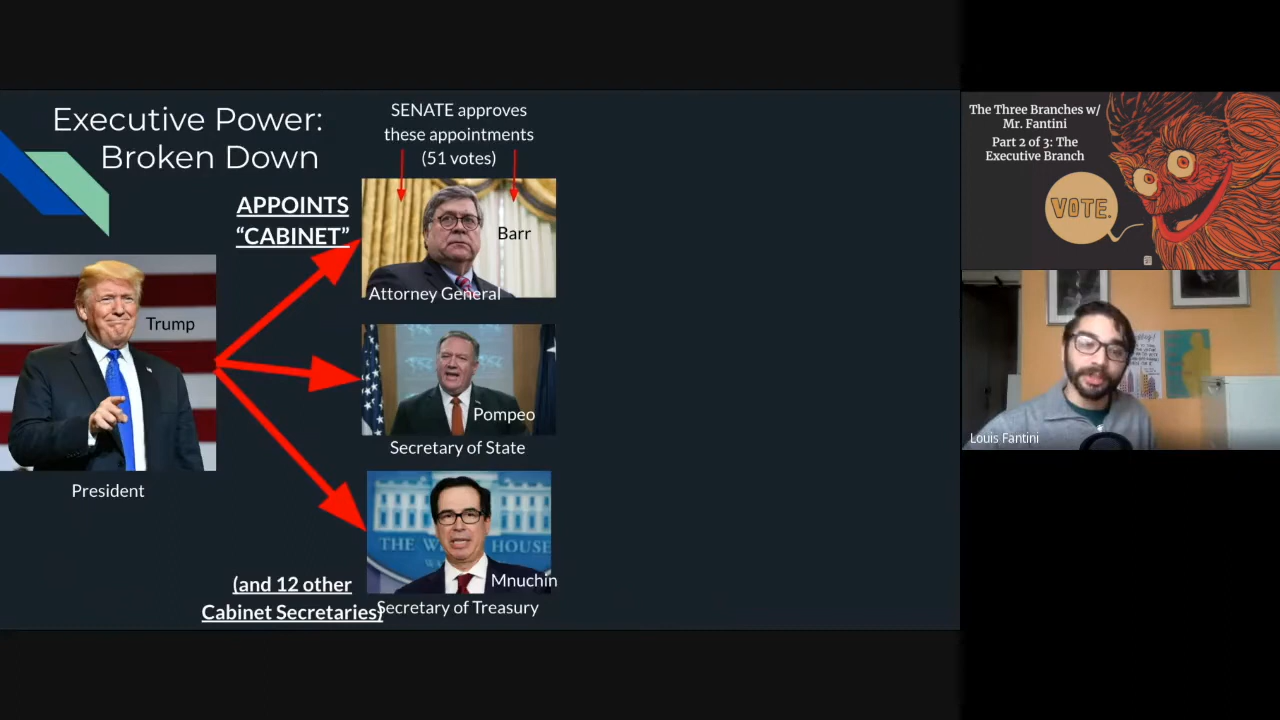 Executive Power:
Broken Down
SENATE approves
these appointments
(51 votes)
APPOINTS
“CABINET”
Barr
Attorney General
Trump
President
Pompeo
Secretary of State
THE W HOUSE
Mnuchin
Secretary of Treasury
(and 12 other
Cabinet Secretaries)
The Three Branches w/
Mr. Fantini
Part 2 of 3: The
Executive Branch
VOTE.
Louis Fantini